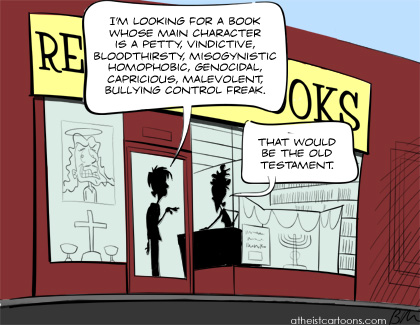 I'M LOOKING FOR A BOOK
WHOSE MAIN CHARACTER
IS A PETTY, VINDICTIVE,
BLOODTHIRSTY, MISOGYNISTIC
HOMOPHOBIC, GENOCIDAL,
CAPRICIOUS, MALEVOLENT,
BULLYING CONTROL FREAK.
RE OOKS
THAT WOULD
BE THE OLD
TESTAMENT.
atheistcartoons.com